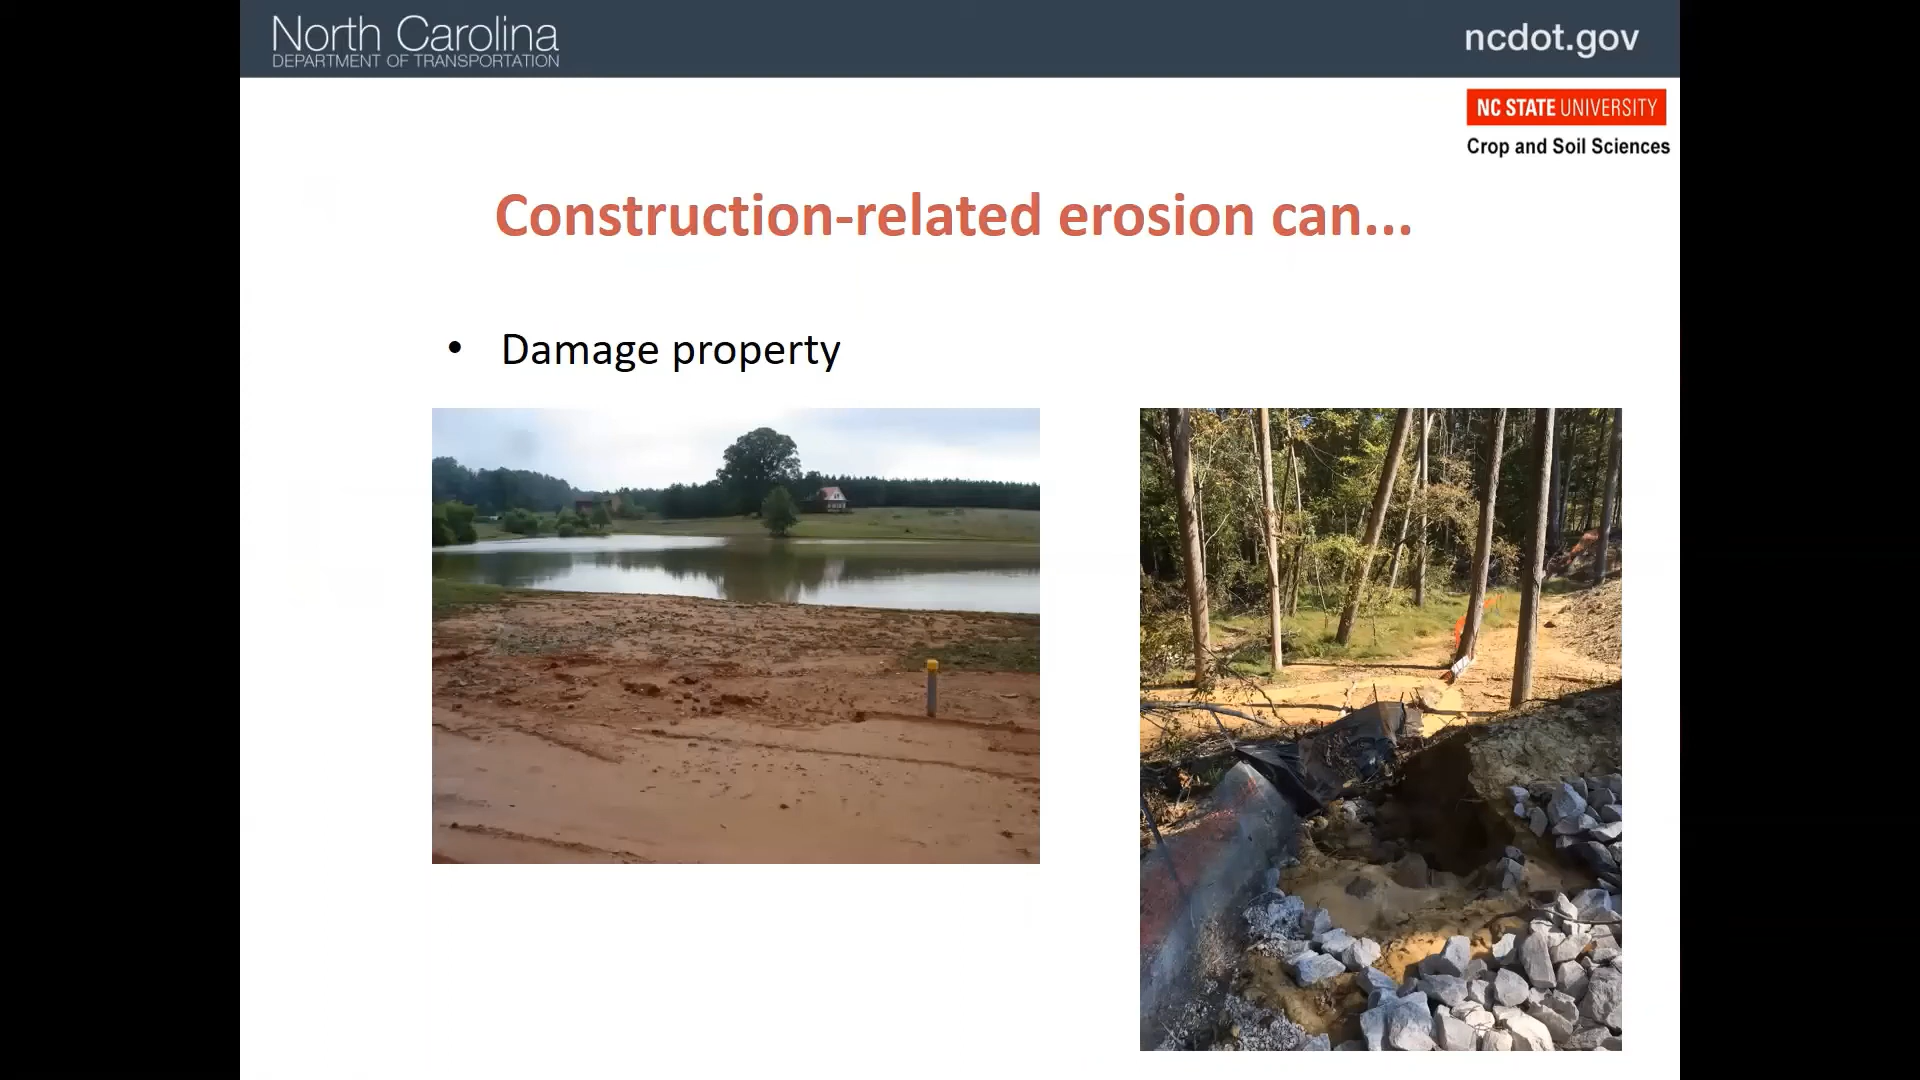 North Carolina
DEPARTMENT OF TRANSPORTATION
ncdot.gov
NC STATE UNIVERSITY
Crop and Soil Sciences
Construction-related erosion can...
• Damage property